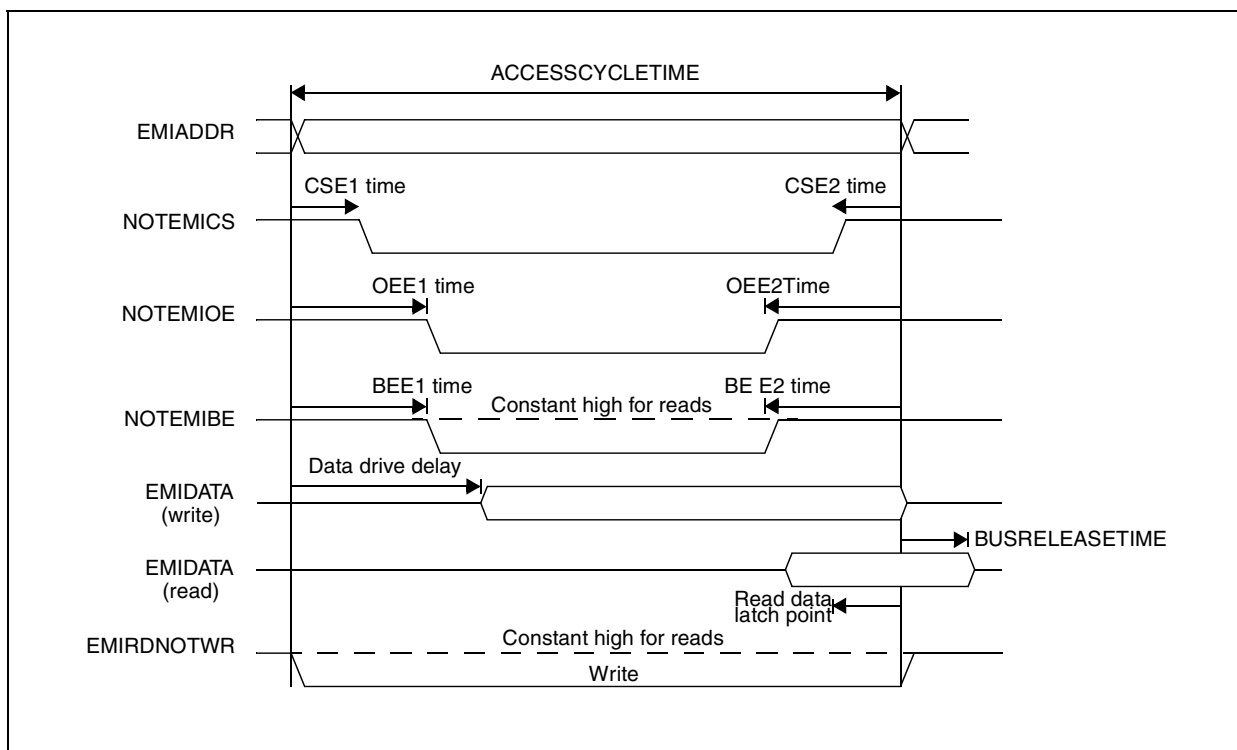 ACCESSCYCLETIME
EMIADDR
CSE1 time
CSE2 time
NOTEMICS
OEE1 time
OEE2Time
NOTEMIOE
BEE1 time
BE E2 time
Constant high for reads
NOTEMIBE
Data drive delay
EMIDATA
(write)
BUSRELEASETIME
EMIDATA
(read)
Read data
latch point
Constant high for reads
EMIRDNOTWR
Write